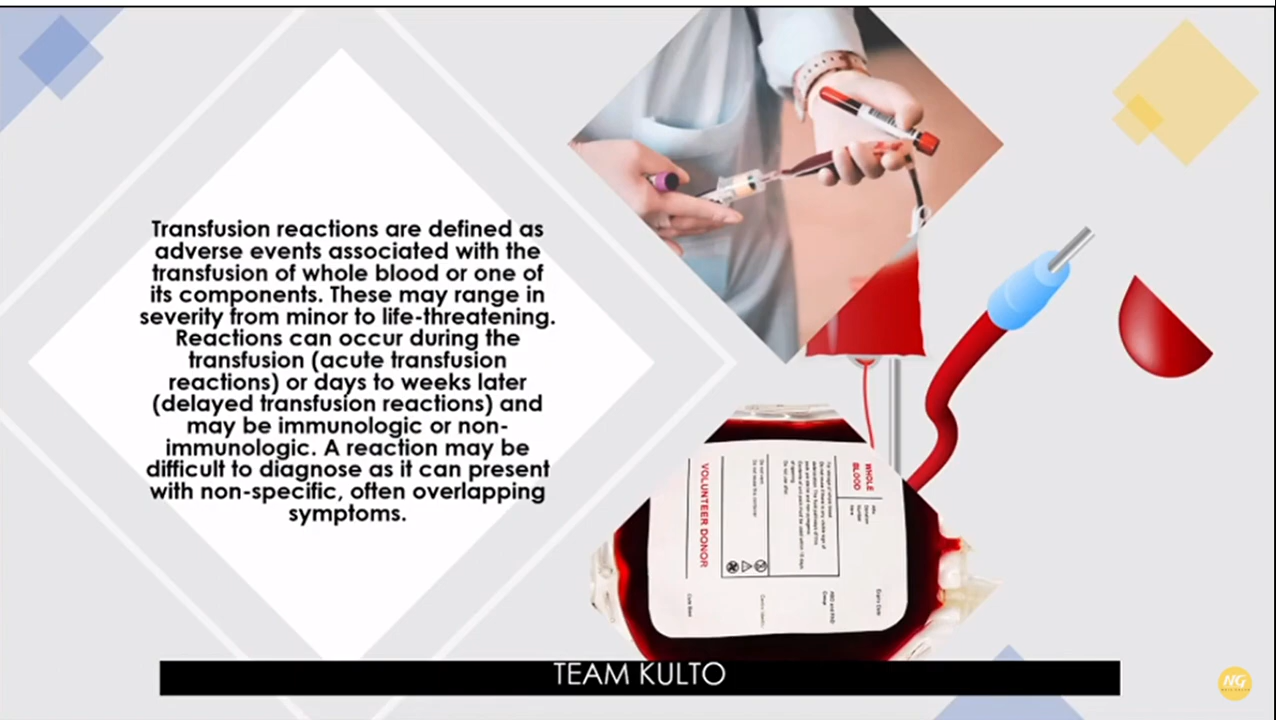 Transfusion reactions are defined as
adverse events associated with the
transfusion of whole blood or one of
its components. These may range in
severity from minor to life-threatening.
Reactions can occur during the
transfusion (acute transfusion
reactions) or days to weeks later
(delayed transfusion reactions) and
may be immunologic or non-
immunologic. A reaction may be
difficult to diagnose as it can present
with non-specific, often overlapping
symptoms.
WHOLE
BLOOD
VOLUNTEER DONOR
Expiry Date
TEAM KULTO
NG